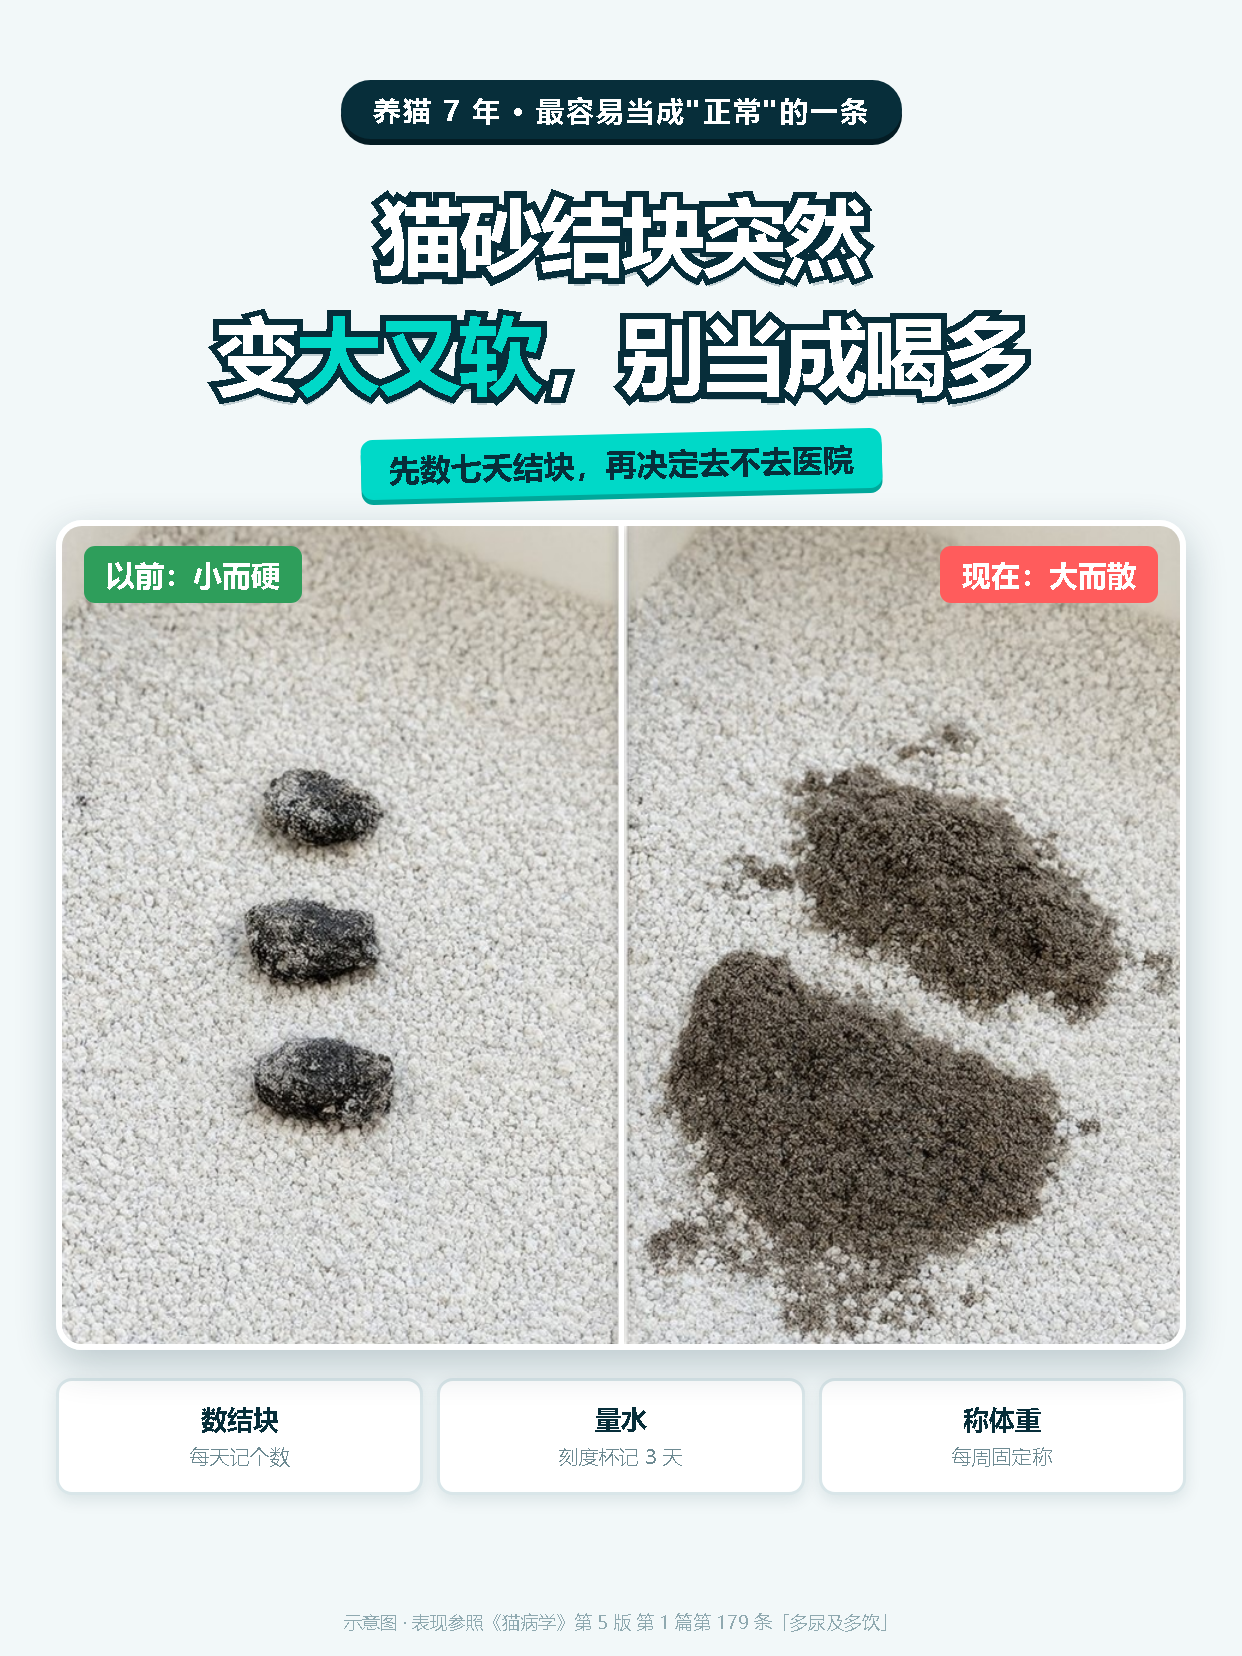 养猫 7 年 • 最容易当成"正常"的一条
猫砂结块突然
变大又软，别当成喝多
先数七天结块，再决定去不去医院
以前：小而硬
现在：大而散
数结块
每天记个数
量水
刻度杯记 3 天
称体重
每周固定称
示意图 · 表现参照《猫病学》第 5 版 第 1 篇第 179 条「多尿及多饮」